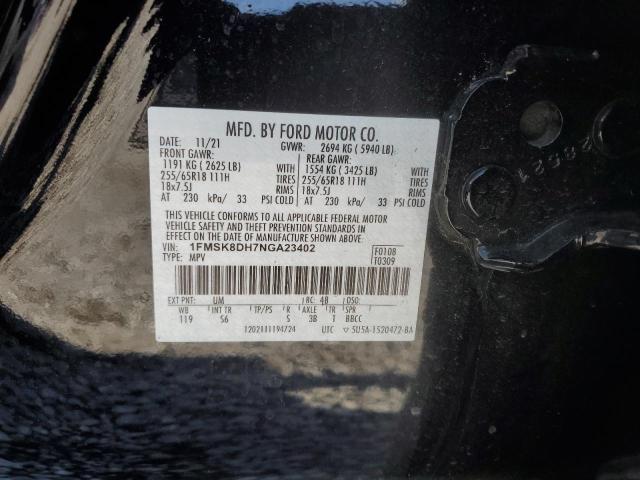 MFD. BY FORD MOTOR CO.
DATE: 11/21 GVWR: 2694 KG ( 5940 LB)
FRONT GAWR: REAR GAWR:
1191 KG ( 2625 LB) WITH 1554 KG ( 3425 LB) WITH
255/65R18 111H TIRES 255/65R18 111H TIRES
18x7.5J RIMS 18x7.5J RIMS
AT 230 kPa/ 33 PSI COLD AT 230 kPa/ 33 PSI COLD
THIS VEHICLE CONFORMS TO ALL APPLICABLE FEDERAL MOTOR
VEHICLE SAFETY AND THEFT PREVENTION STANDARDS IN EFFECT ON
THE DATE OF MANUFACTURE SHOWN ABOVE.
VIN: 1FMSK8DH7NGA23402 F0108
TYPE: MPV T0309
EXT PNT: UM RC: 48 DSO:
WB INT TR TP/PS R AXLE TR SPR
119 S6 S 3B T BBCC
1202111194724 UTC 5U5A-1520472-BA